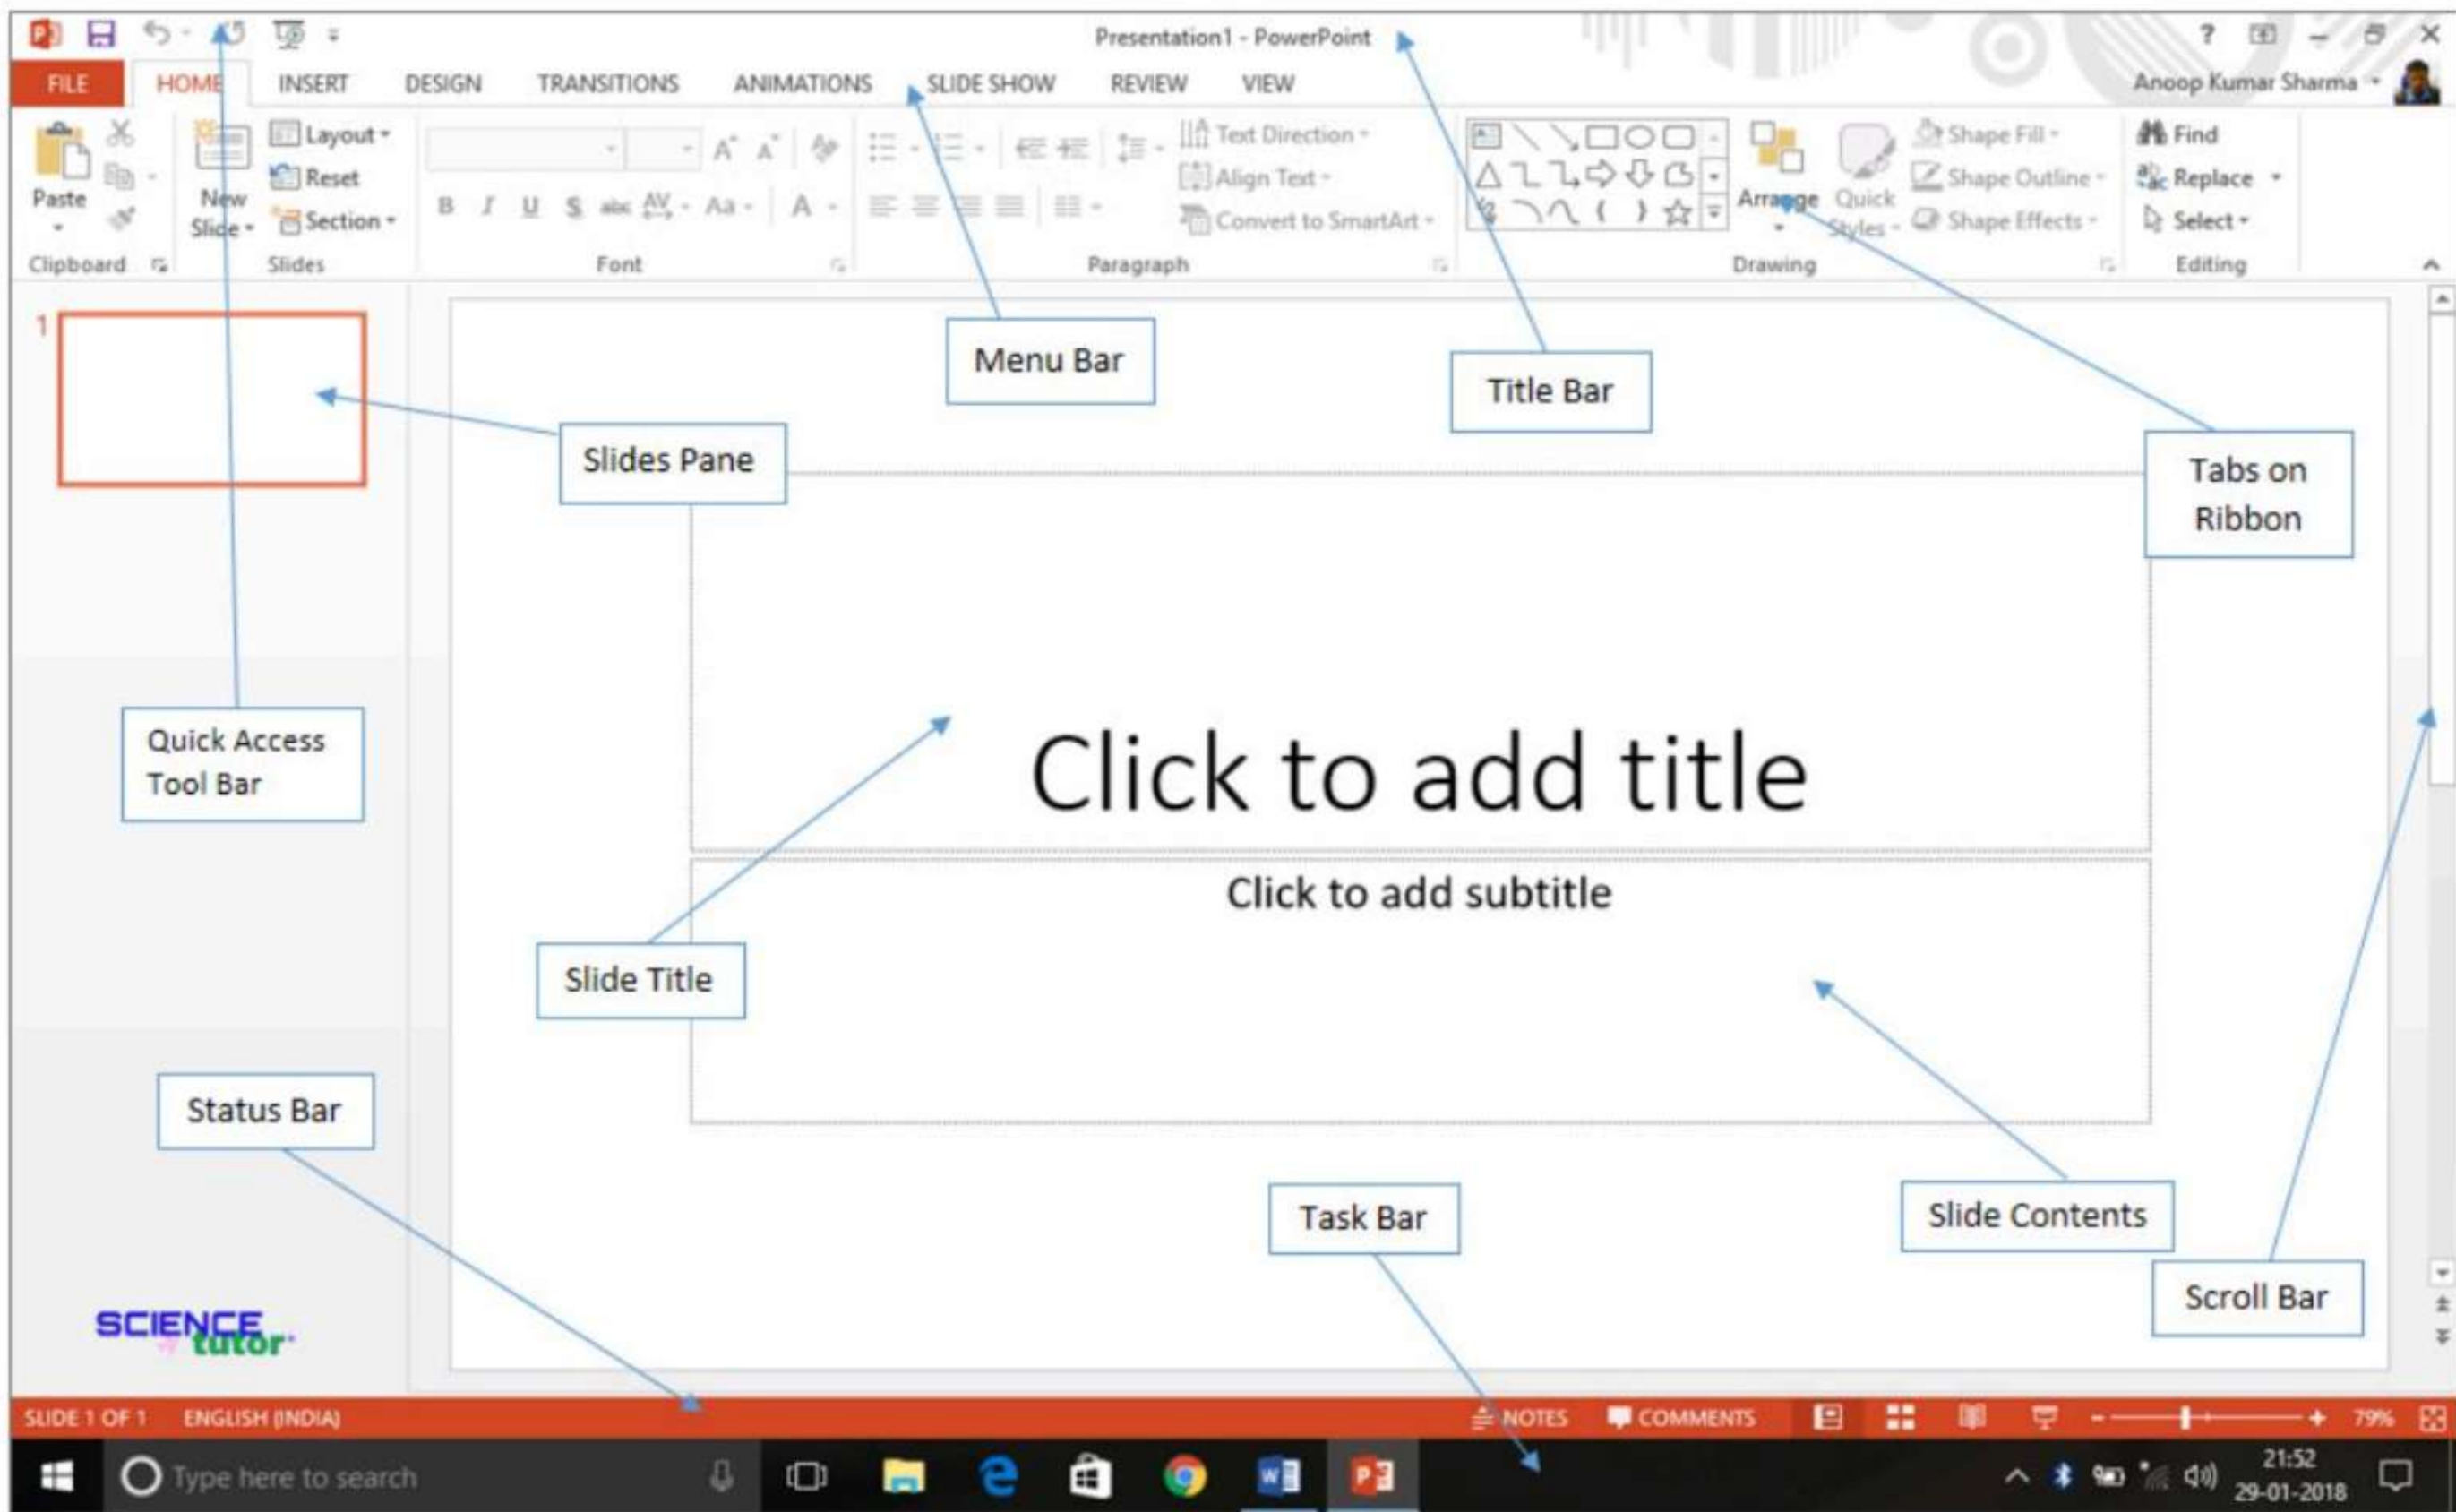 Presentation1 - PowerPoint
FILE HOME INSERT DESIGN TRANSITIONS ANIMATIONS SLIDE SHOW REVIEW VIEW
Anoop Kumar Sharma
Paste
New
Slide
Layout
Reset
Section
B I U S abc AV Aa A
Text Direction
Align Text
Convert to SmartArt
Arrange
Quick
Styles
Shape Fill
Shape Outline
Shape Effects
Find
Replace
Select
Clipboard Slides Font Paragraph Drawing Editing
1
Menu Bar
Title Bar
Slides Pane
Tabs on
Ribbon
Quick Access
Tool Bar
Click to add title
Click to add subtitle
Slide Title
Status Bar
Task Bar
Slide Contents
Scroll Bar
SCIENCE
tutor
SLIDE 1 OF 1 ENGLISH (INDIA) NOTES COMMENTS 79%
Type here to search
21:52
29-01-2018